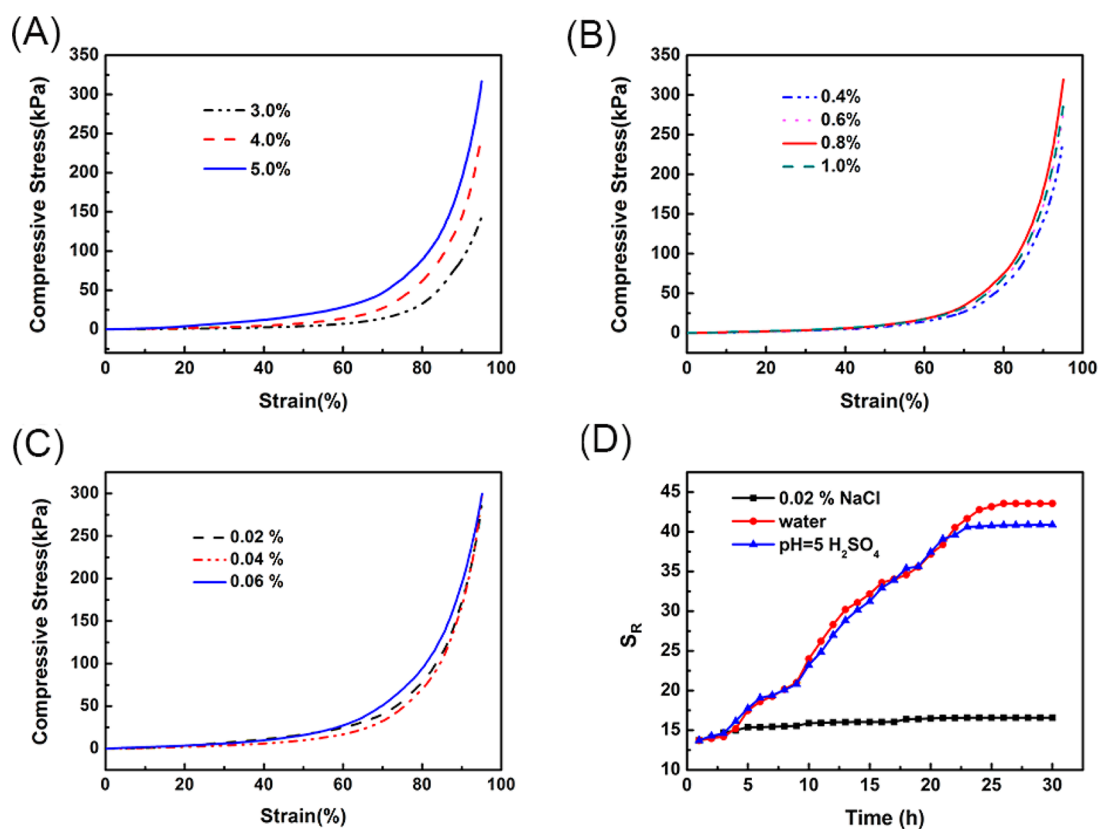 (A)
350
300
250
200
150
100
50
0
Compressive Stress(kPa)
3.0%
4.0%
5.0%
0 20 40 60 80 100
Strain(%)
(B)
350
300
250
200
150
100
50
0
Compressive Stress(kPa)
0.4%
0.6%
0.8%
1.0%
0 20 40 60 80 100
Strain(%)
(C)
300
250
200
150
100
50
0
Compressive Stress(kPa)
0.02 %
0.04 %
0.06 %
0 20 40 60 80 100
Strain(%)
(D)
45
40
35
30
25
20
15
10
S_R
0.02 % NaCl
water
pH=5 H₂SO₄
0 5 10 15 20 25 30
Time (h)